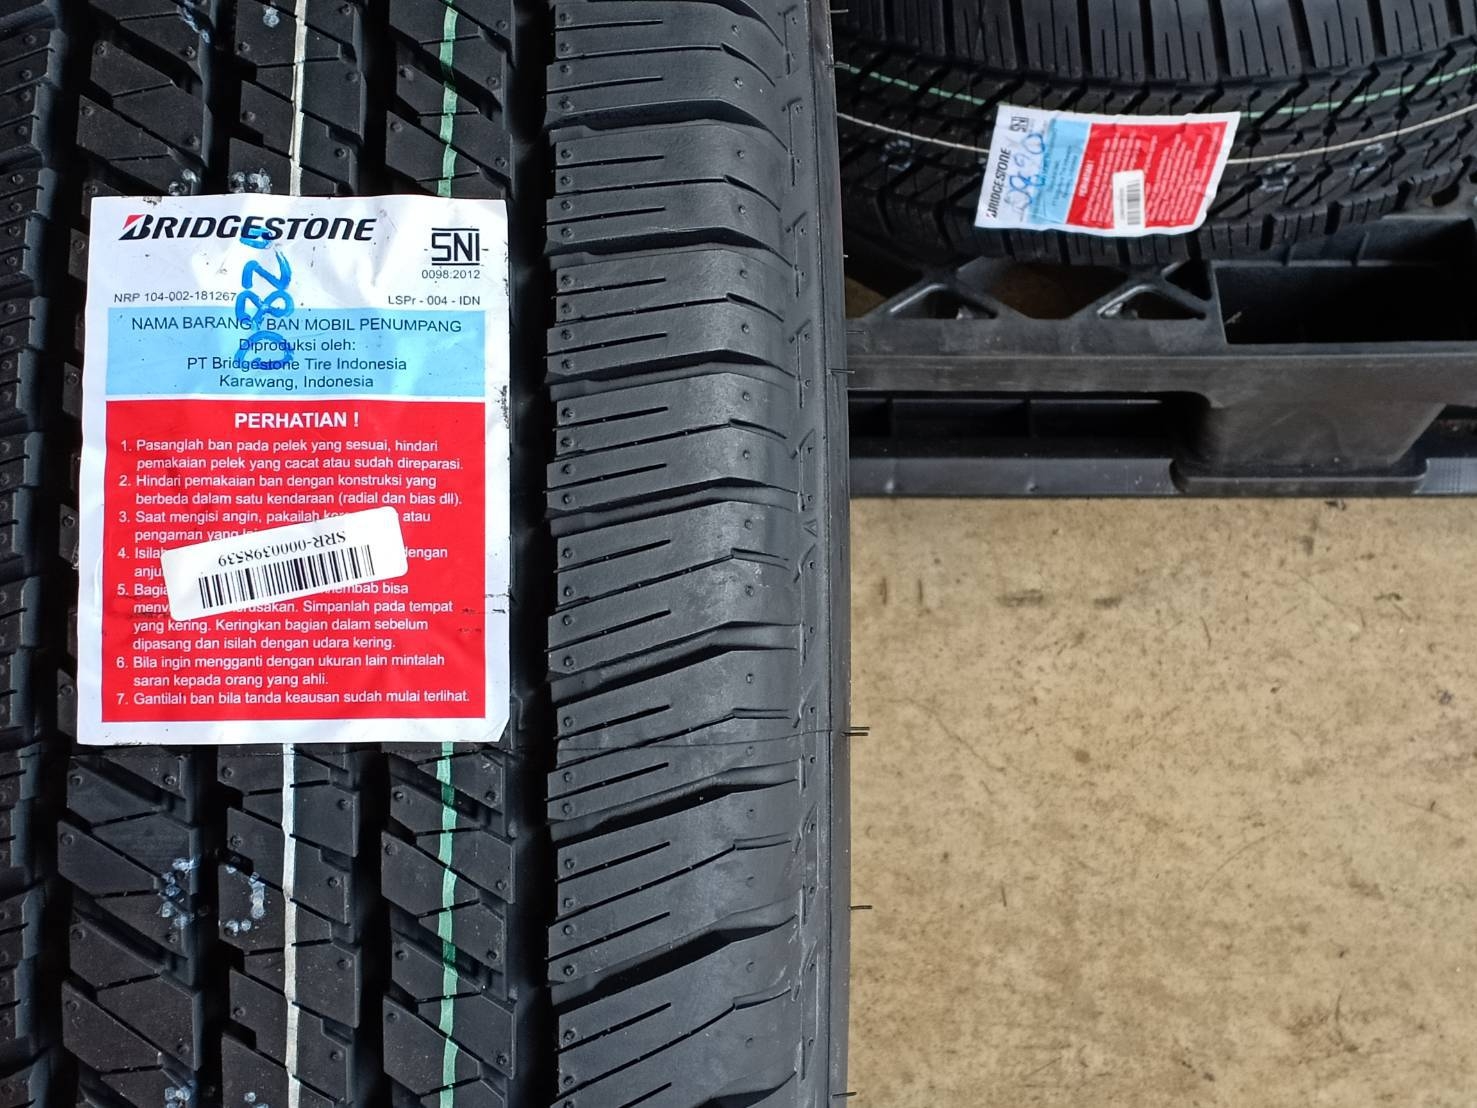 BRIDGESTONE
SNI
0098:2012
NRP 104-002-181267
LSPr - 004 - IDN
NAMA BARANG BAN MOBIL PENUMPANG
Diproduksi oleh:
PT Bridgestone Tire Indonesia
Karawang, Indonesia
PERHATIAN !
1. Pasanglah ban pada pelek yang sesuai, hindari
pemakaian pelek yang cacat atau sudah direparasi.
2. Hindari pemakaian ban dengan konstruksi yang
berbeda dalam satu kendaraan (radial dan bias dll).
3. Saat mengisi angin, pakailah atau
pengaman yang
4. dengan
5. bisa
Simpanlah pada tempat
yang kering. Keringkan bagian dalam sebelum
dipasang dan isilah dengan udara kering.
6. Bila ingin mengganti dengan ukuran lain mintalah
saran kepada orang yang ahli.
7. Gantilah ban bila tanda keausan sudah mulai terlihat.
SRR-0000398539
BRIDGESTONE
SNI
PERHATIAN !